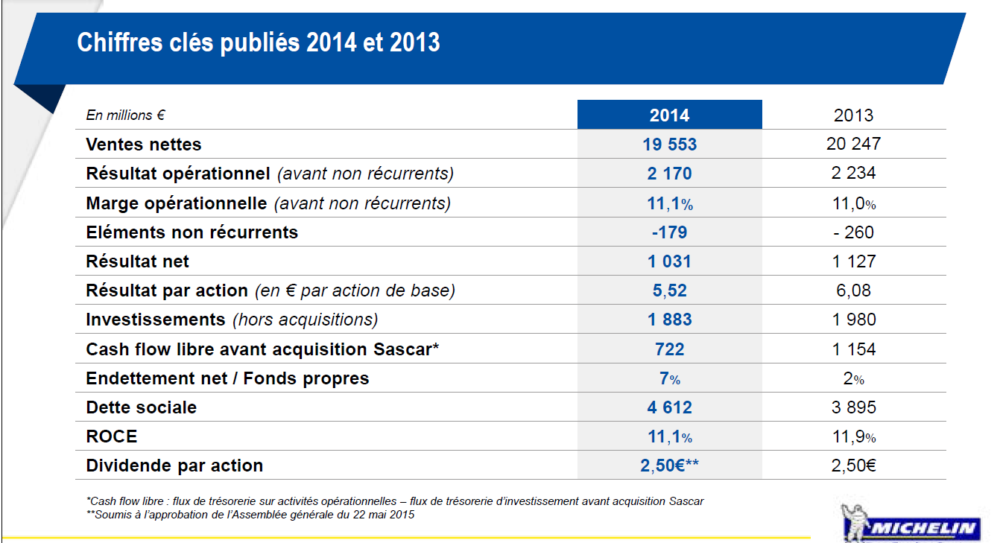 Chiffres clés publiés 2014 et 2013
En millions € 2014 2013
Ventes nettes 19 553 20 247
Résultat opérationnel (avant non récurrents) 2 170 2 234
Marge opérationnelle (avant non récurrents) 11,1% 11,0%
Eléments non récurrents -179 - 260
Résultat net 1 031 1 127
Résultat par action (en € par action de base) 5,52 6,08
Investissements (hors acquisitions) 1 883 1 980
Cash flow libre avant acquisition Sascar* 722 1 154
Endettement net / Fonds propres 7% 2%
Dette sociale 4 612 3 895
ROCE 11,1% 11,9%
Dividende par action 2,50€** 2,50€
*Cash flow libre : flux de trésorerie sur activités opérationnelles – flux de trésorerie d’investissement avant acquisition Sascar
**Soumis à l’approbation de l’Assemblée générale du 22 mai 2015
MICHELIN